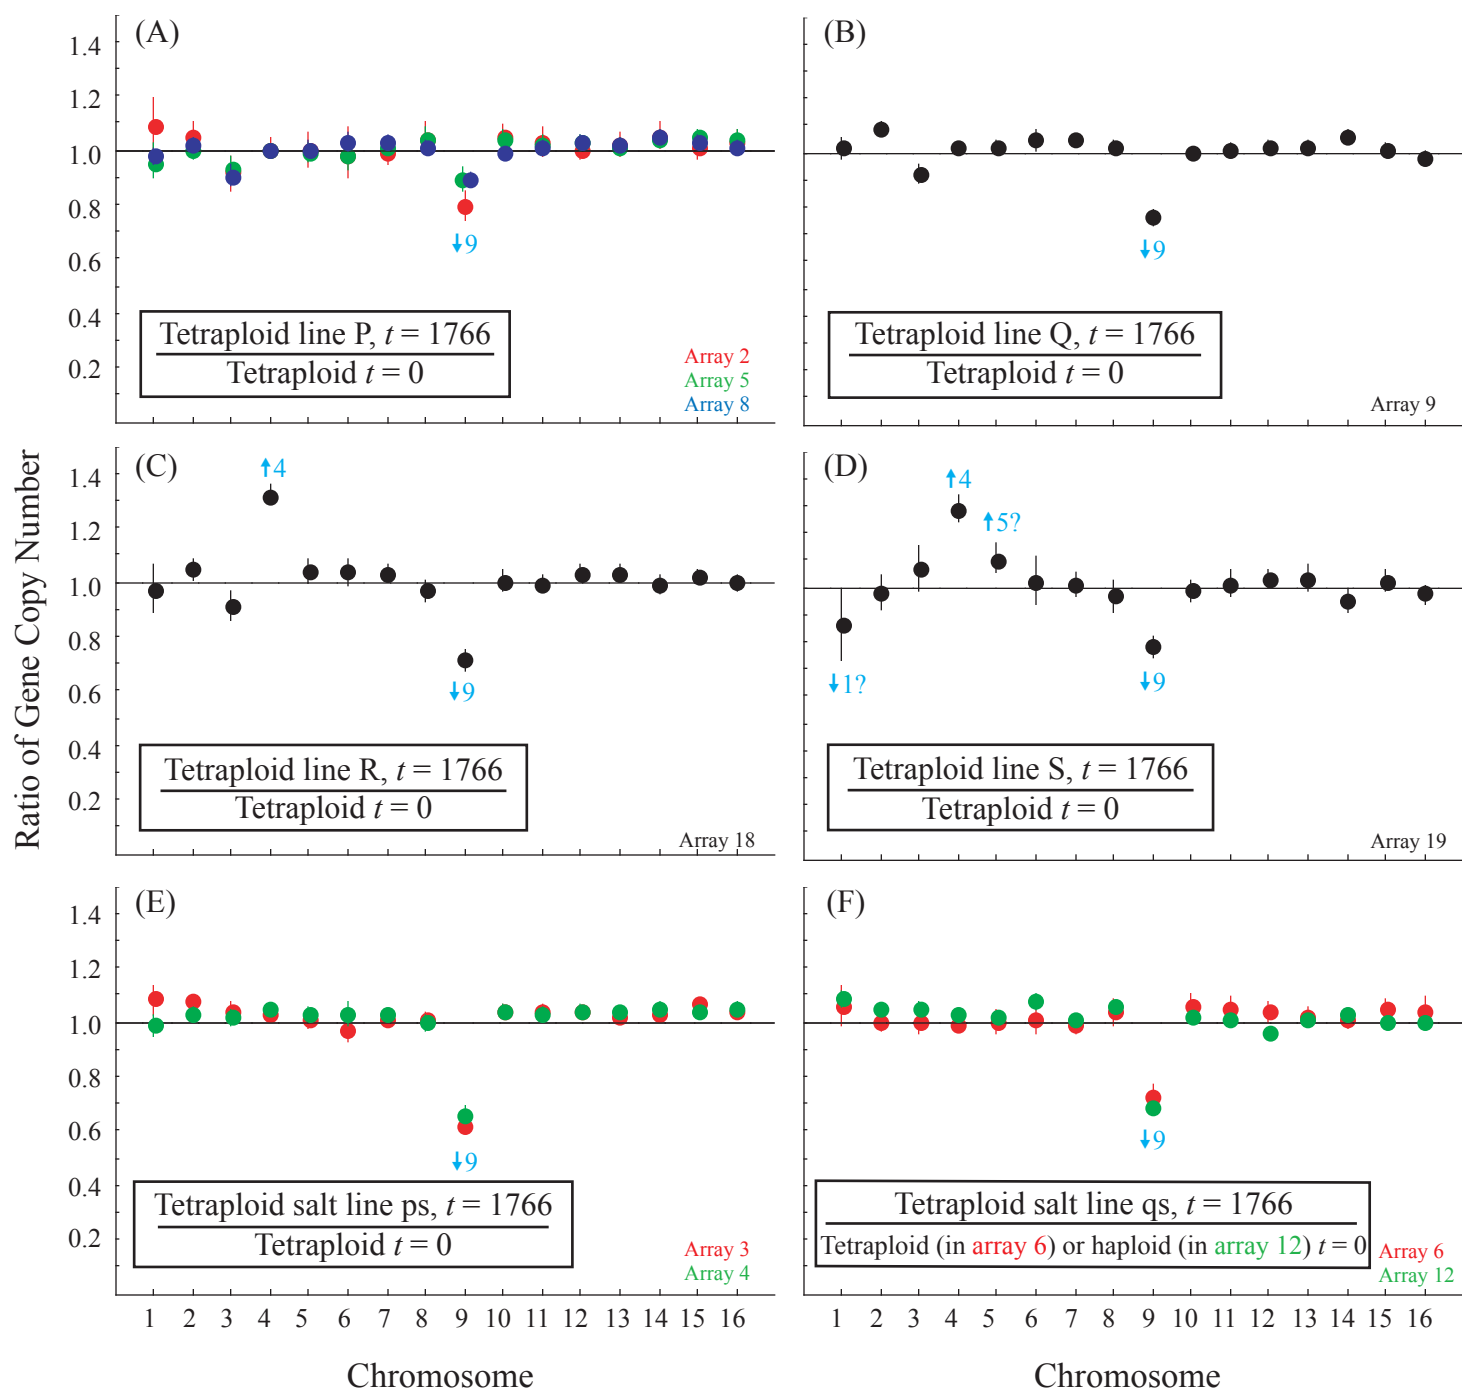 Ratio of Gene Copy Number
(A)
1.4
1.2
1.0
0.8
0.6
0.4
0.2
↓9
Tetraploid line P, t = 1766
Tetraploid t = 0
Array 2
Array 5
Array 8
(B)
↓9
Tetraploid line Q, t = 1766
Tetraploid t = 0
Array 9
(C)
1.4
1.2
1.0
0.8
0.6
0.4
0.2
↑4
↓9
Tetraploid line R, t = 1766
Tetraploid t = 0
Array 18
(D)
↑4
↑5?
↓1?
↓9
Tetraploid line S, t = 1766
Tetraploid t = 0
Array 19
(E)
1.4
1.2
1.0
0.8
0.6
0.4
0.2
↓9
Tetraploid salt line ps, t = 1766
Tetraploid t = 0
Array 3
Array 4
1 2 3 4 5 6 7 8 9 10 11 12 13 14 15 16
Chromosome
(F)
↓9
Tetraploid salt line qs, t = 1766
Tetraploid (in array 6) or haploid (in array 12) t = 0
Array 6
Array 12
1 2 3 4 5 6 7 8 9 10 11 12 13 14 15 16
Chromosome